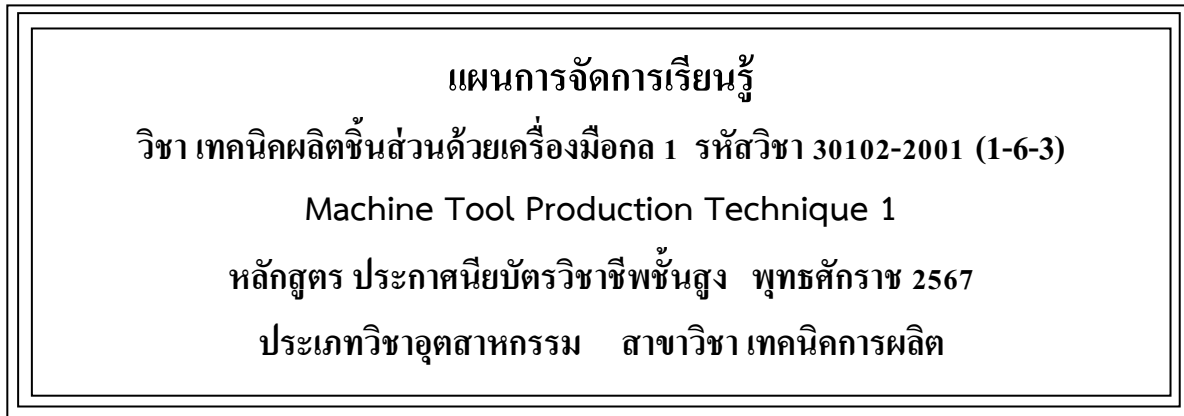 แผนการจัดการเรียนรู้
วิชา เทคนิคผลิตชิ้นส่วนด้วยเครื่องมือกล 1 รหัสวิชา 30102-2001 (1-6-3)
Machine Tool Production Technique 1
หลักสูตร ประกาศนียบัตรวิชาชีพชั้นสูง พุทธศักราช 2567
ประเภทวิชาอุตสาหกรรม สาขาวิชา เทคนิคการผลิต